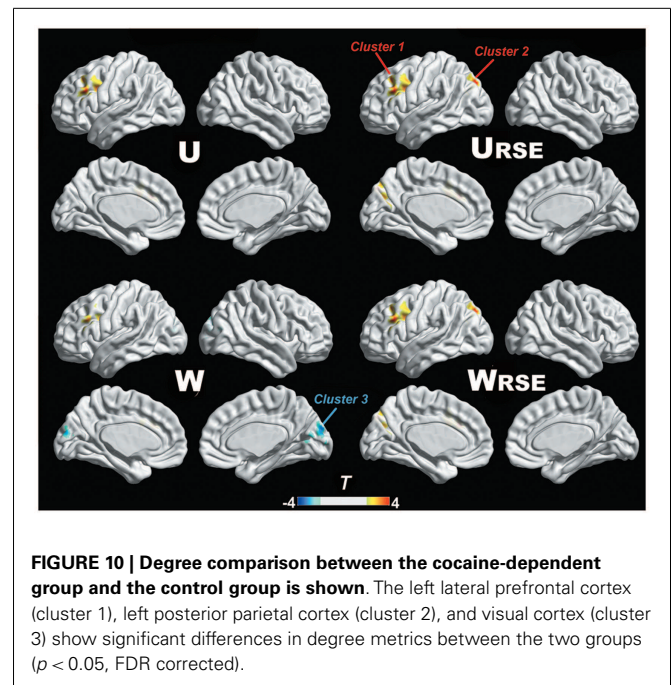 Cluster 1
Cluster 2
U
URSE
W
WRSE
Cluster 3
T
-4
4
FIGURE 10 | Degree comparison between the cocaine-dependent
group and the control group is shown. The left lateral prefrontal cortex
(cluster 1), left posterior parietal cortex (cluster 2), and visual cortex (cluster
3) show significant differences in degree metrics between the two groups
(p < 0.05, FDR corrected).